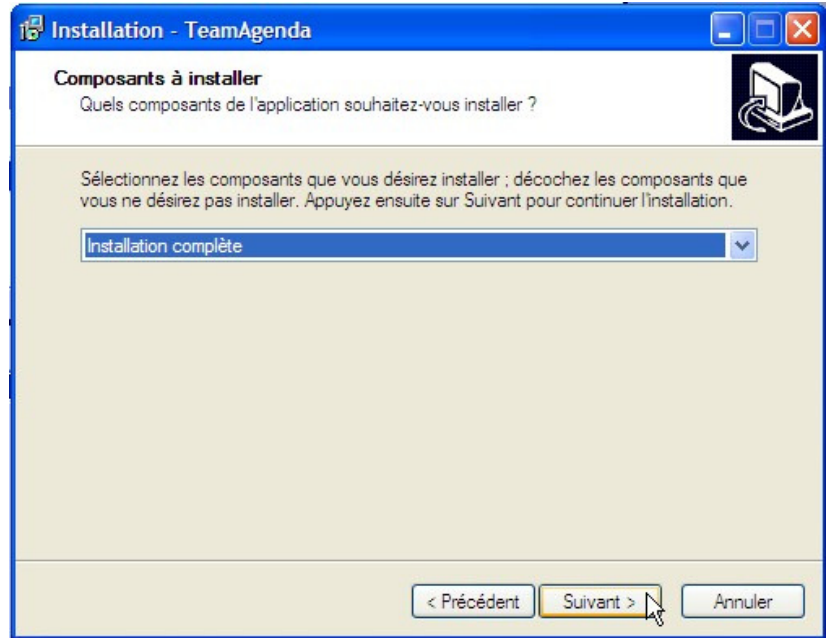 Installation - TeamAgenda
Composants à installer
Quels composants de l'application souhaitez-vous installer ?
Sélectionnez les composants que vous désirez installer ; décochez les composants que
vous ne désirez pas installer. Appuyez ensuite sur Suivant pour continuer l'installation.
Installation complète
< Précédent
Suivant >
Annuler